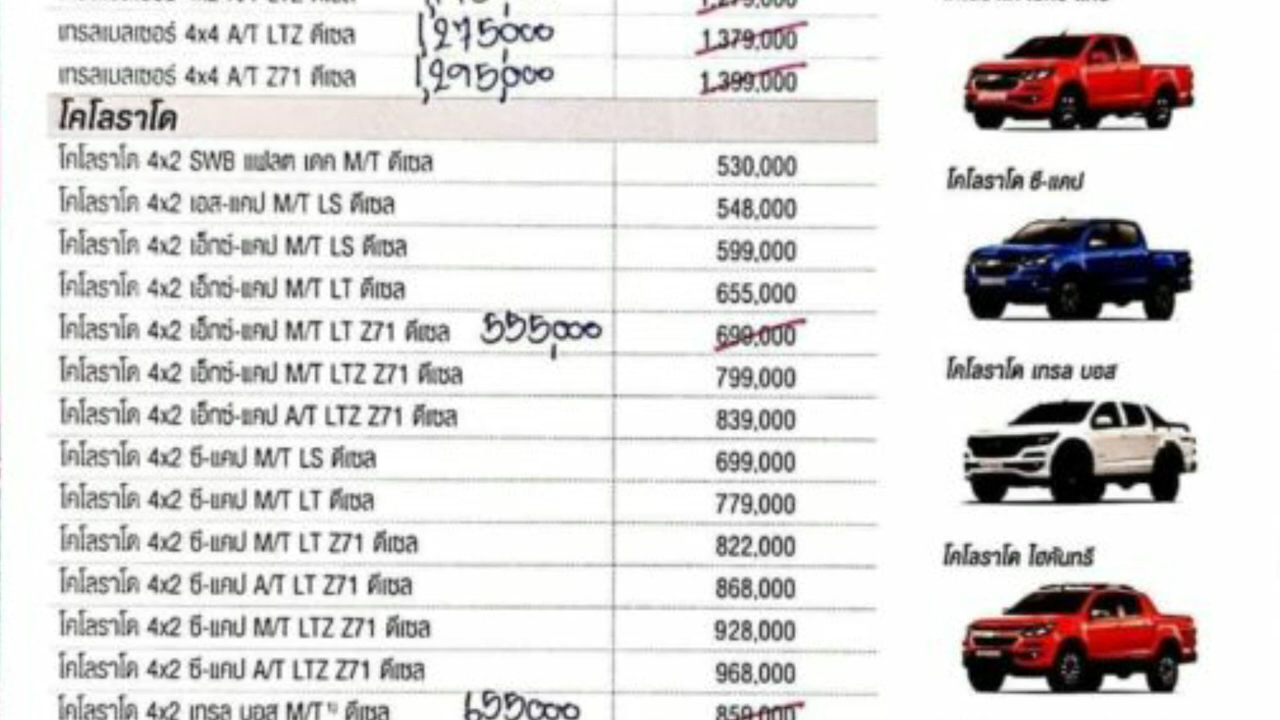 เทรลเบลเซอร์ 4x4 A/T LTZ ดีเซล 1,275,000 1,379,000
เทรลเบลเซอร์ 4x4 A/T Z71 ดีเซล 1,295,000 1,399,000
โคโลราโด
โคโลราโด 4x2 SWB แฟลต เดค M/T ดีเซล 530,000
โคโลราโด 4x2 เอส-แคป M/T LS ดีเซล 548,000
โคโลราโด 4x2 เอ็กซ์-แคป M/T LS ดีเซล 599,000
โคโลราโด 4x2 เอ็กซ์-แคป M/T LT ดีเซล 655,000
โคโลราโด 4x2 เอ็กซ์-แคป M/T LT Z71 ดีเซล 555,000 699,000
โคโลราโด 4x2 เอ็กซ์-แคป M/T LTZ Z71 ดีเซล 799,000
โคโลราโด 4x2 เอ็กซ์-แคป A/T LTZ Z71 ดีเซล 839,000
โคโลราโด 4x2 ซี-แคป M/T LS ดีเซล 699,000
โคโลราโด 4x2 ซี-แคป M/T LT ดีเซล 779,000
โคโลราโด 4x2 ซี-แคป M/T LT Z71 ดีเซล 822,000
โคโลราโด 4x2 ซี-แคป A/T LT Z71 ดีเซล 868,000
โคโลราโด 4x2 ซี-แคป M/T LTZ Z71 ดีเซล 928,000
โคโลราโด 4x2 ซี-แคป A/T LTZ Z71 ดีเซล 968,000
โคโลราโด 4x2 เทรล บอส M/T ดีเซล 655000 859,000
โคโลราโด ซี-แคป
โคโลราโด เทรล บอส
โคโลราโด ไฮคันทรี